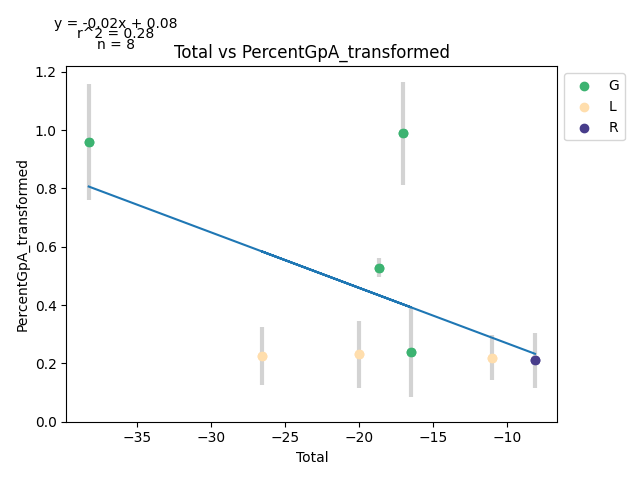 y = -0.02x + 0.08
r^2 = 0.28
n = 8
Total vs PercentGpA_transformed
1.2
1.0
0.8
0.6
0.4
0.2
0.0
PercentGpA_transformed
−35
−30
−25
−20
−15
−10
Total
G
L
R